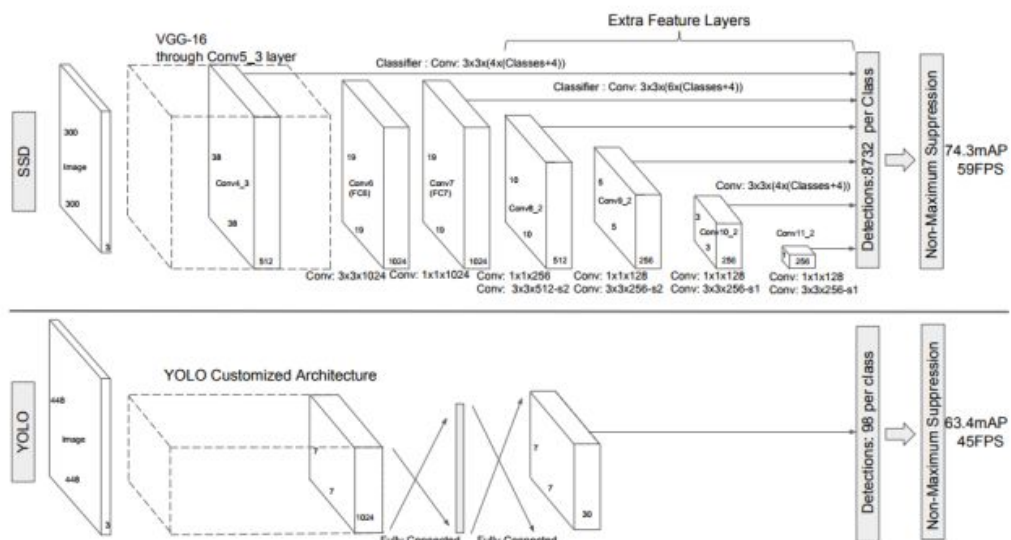 Extra Feature Layers
VGG-16
through Conv5_3 layer
Classifier : Conv: 3x3x(4x(Classes+4))
Classifier : Conv: 3x3x(6x(Classes+4))
SSD
300
Image
300
3
38
Conv4_3
38
512
19
Conv6
(FC6)
19
1024
19
Conv7
(FC7)
19
1024
10
Conv8_2
10
512
5
Conv9_2
5
256
Conv: 3x3x(4x(Classes+4))
3
Conv10_2
3
256
Conv11_2
1
256
Conv: 3x3x1024
Conv: 1x1x1024
Conv: 1x1x256
Conv: 3x3x512-s2
Conv: 1x1x128
Conv: 3x3x256-s2
Conv: 1x1x128
Conv: 3x3x256-s1
Conv: 1x1x128
Conv: 3x3x256-s1
Detections:8732 per Class
Non-Maximum Suppression
74.3mAP
59FPS
YOLO
448
Image
448
3
YOLO Customized Architecture
7
7
1024
Fully Connected
Fully Connected
7
7
30
Detections: 98 per class
Non-Maximum Suppression
63.4mAP
45FPS